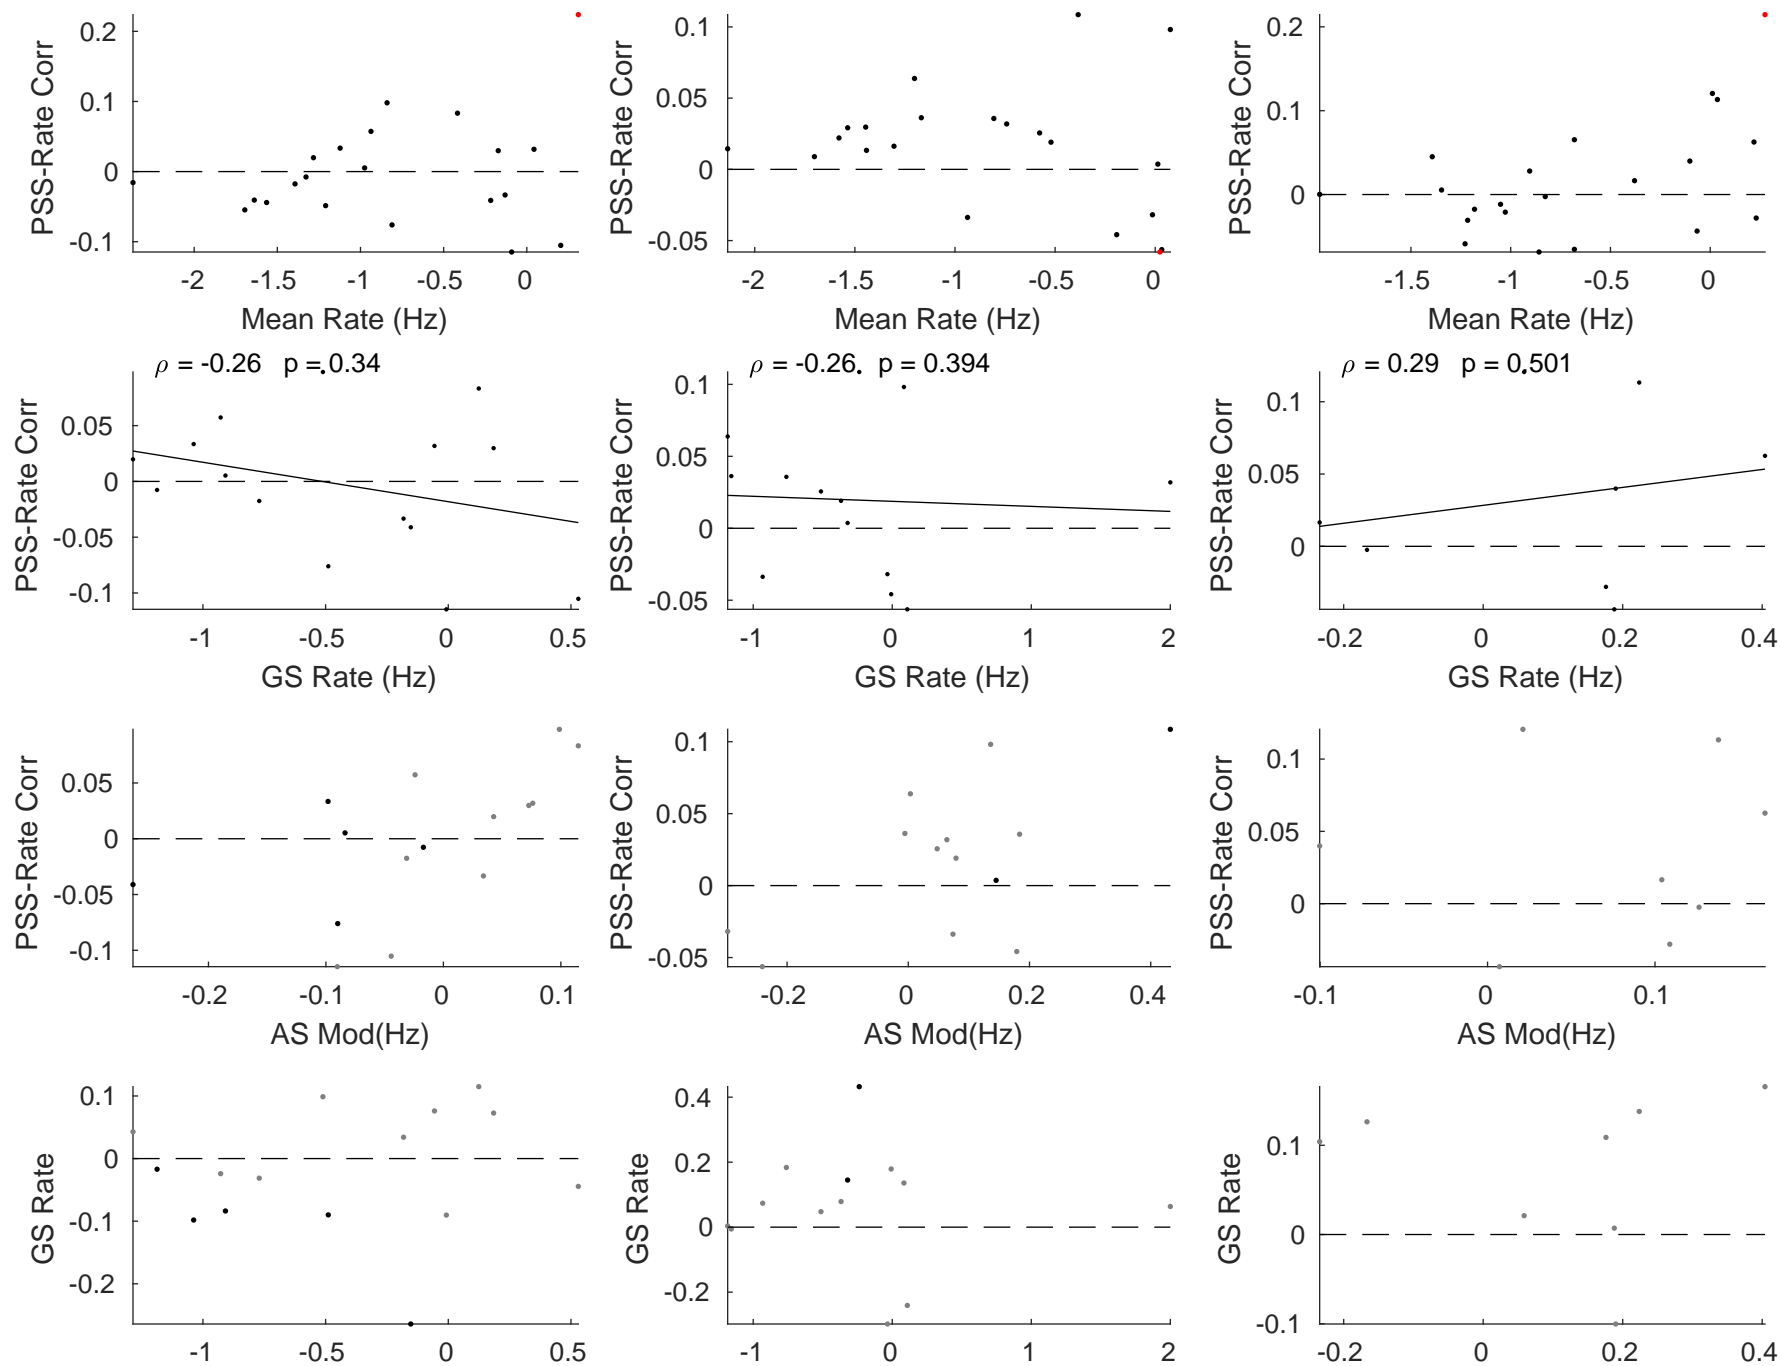 PSS-Rate Corr
0.2
0.1
0
-0.1
-2 -1.5 -1 -0.5 0
Mean Rate (Hz)
PSS-Rate Corr
0.1
0.05
0
-0.05
-2 -1.5 -1 -0.5 0
Mean Rate (Hz)
PSS-Rate Corr
0.2
0.1
0
-1.5 -1 -0.5 0
Mean Rate (Hz)
ρ = -0.26 p = 0.34
PSS-Rate Corr
0.05
0
-0.05
-0.1
-1 -0.5 0 0.5
GS Rate (Hz)
ρ = -0.26 p = 0.394
PSS-Rate Corr
0.1
0.05
0
-0.05
-1 0 1 2
GS Rate (Hz)
ρ = 0.29 p = 0.501
PSS-Rate Corr
0.1
0.05
0
-0.2 0 0.2 0.4
GS Rate (Hz)
PSS-Rate Corr
0.05
0
-0.05
-0.1
-0.2 -0.1 0 0.1
AS Mod(Hz)
PSS-Rate Corr
0.1
0.05
0
-0.05
-0.2 0 0.2 0.4
AS Mod(Hz)
PSS-Rate Corr
0.1
0.05
0
-0.1 0 0.1
AS Mod(Hz)
GS Rate
0.1
0
-0.1
-0.2
-1 -0.5 0 0.5
GS Rate
0.4
0.2
0
-0.2
-1 0 1 2
GS Rate
0.1
0
-0.1
-0.2 0 0.2 0.4